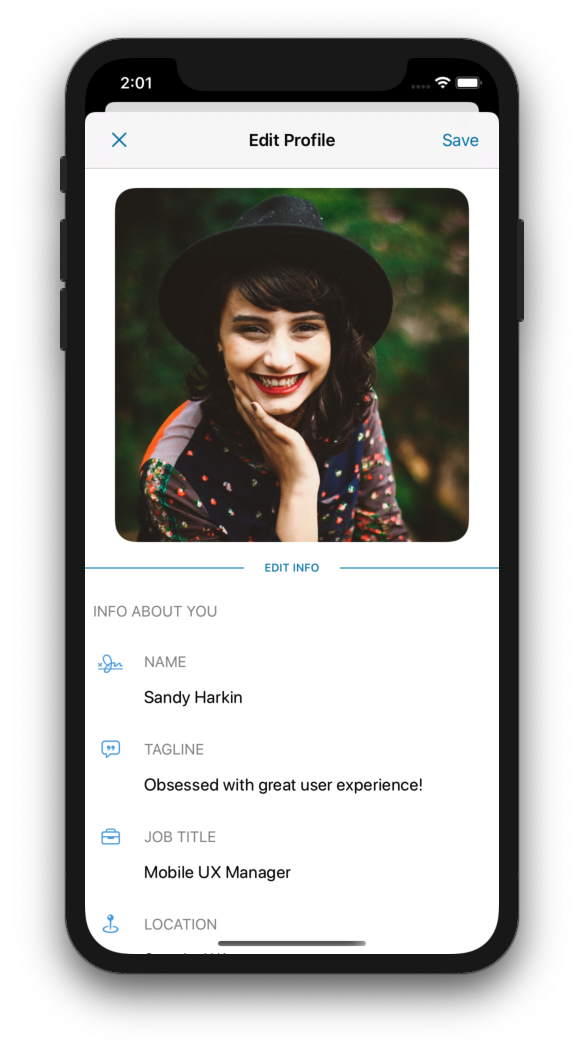 2:01
Edit Profile
Save
EDIT INFO
INFO ABOUT YOU
NAME
Sandy Harkin
TAGLINE
Obsessed with great user experience!
JOB TITLE
Mobile UX Manager
LOCATION